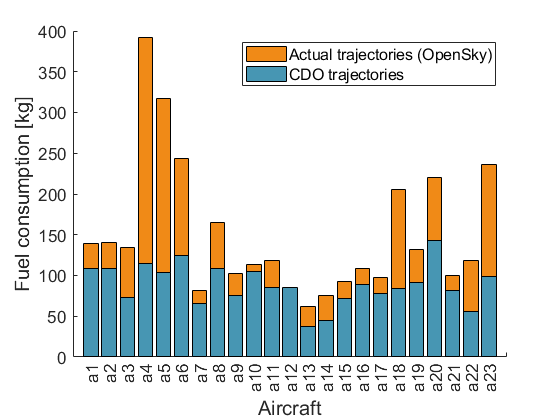 400
350
300
250
200
150
100
50
0
Fuel consumption [kg]
Actual trajectories (OpenSky)
CDO trajectories
a1 a2 a3 a4 a5 a6 a7 a8 a9 a10 a11 a12 a13 a14 a15 a16 a17 a18 a19 a20 a21 a22 a23
Aircraft